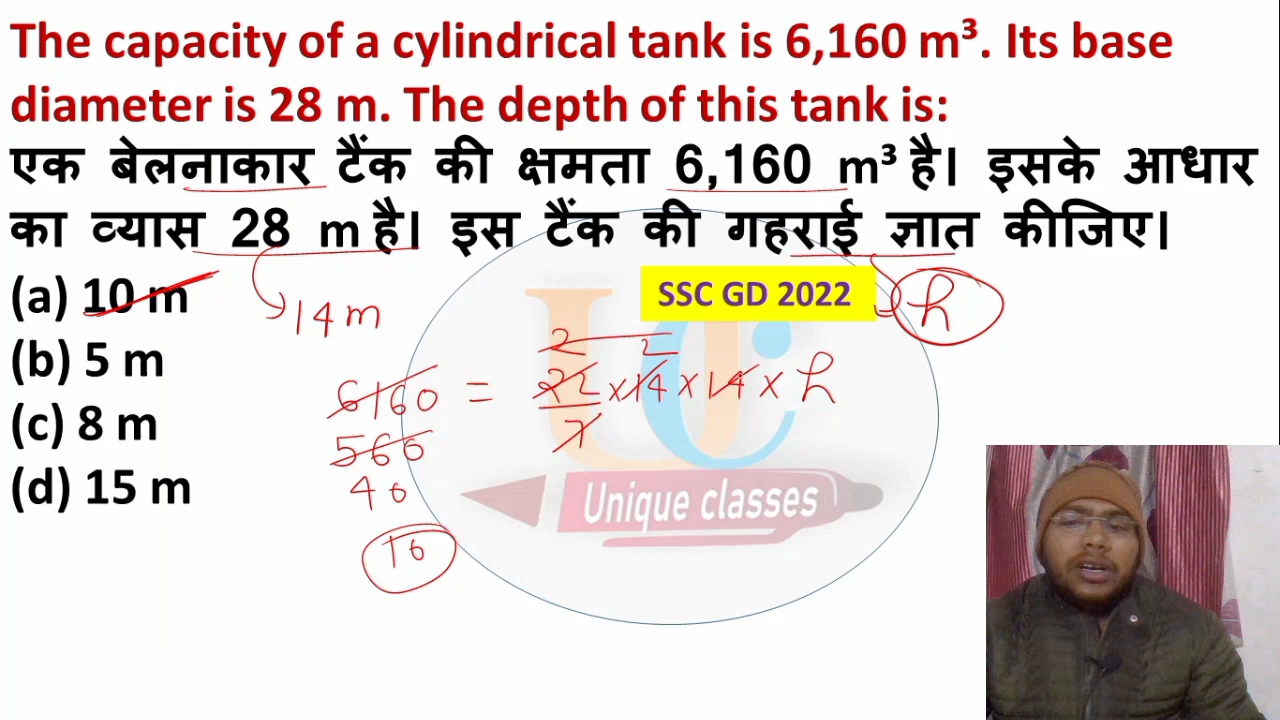 The capacity of a cylindrical tank is 6,160 m³. Its base
diameter is 28 m. The depth of this tank is:
एक बेलनाकार टैंक की क्षमता 6,160 m³ है। इसके आधार
का व्यास 28 m है। इस टैंक की गहराई ज्ञात कीजिए।
(a) 10 m
SSC GD 2022
h
14 m
(b) 5 m
2 2
6160 = 22/7 x 14 x 14 x h
(c) 8 m
560
(d) 15 m
40
10
Unique classes